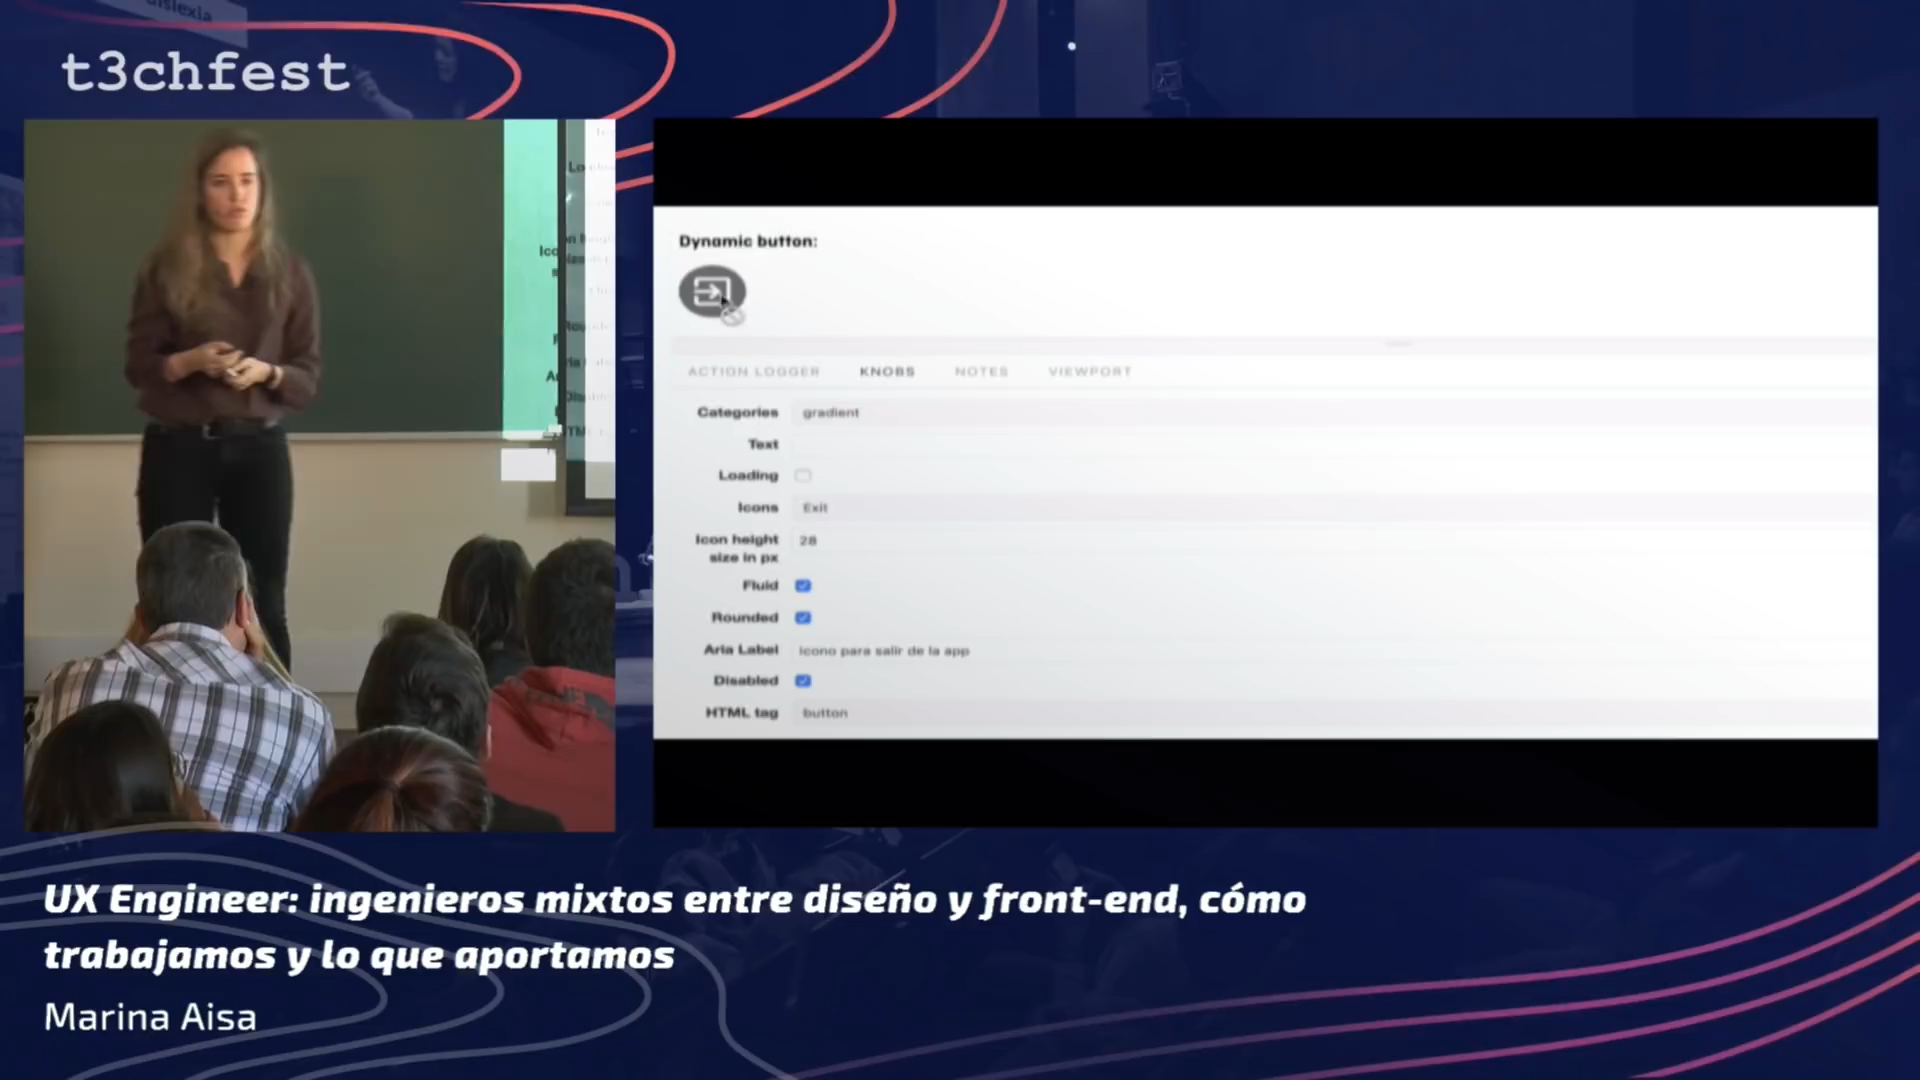 dislexia
t3chfest
Dynamic button:
ACTION LOGGER KNOBS NOTES VIEWPORT
Categories gradient
Text
Loading
Icons Exit
Icon height
size in px 28
Fluid
Rounded
Aria Label Icono para salir de la app
Disabled
HTML tag button
UX Engineer: ingenieros mixtos entre diseño y front-end, cómo
trabajamos y lo que aportamos
Marina Aisa